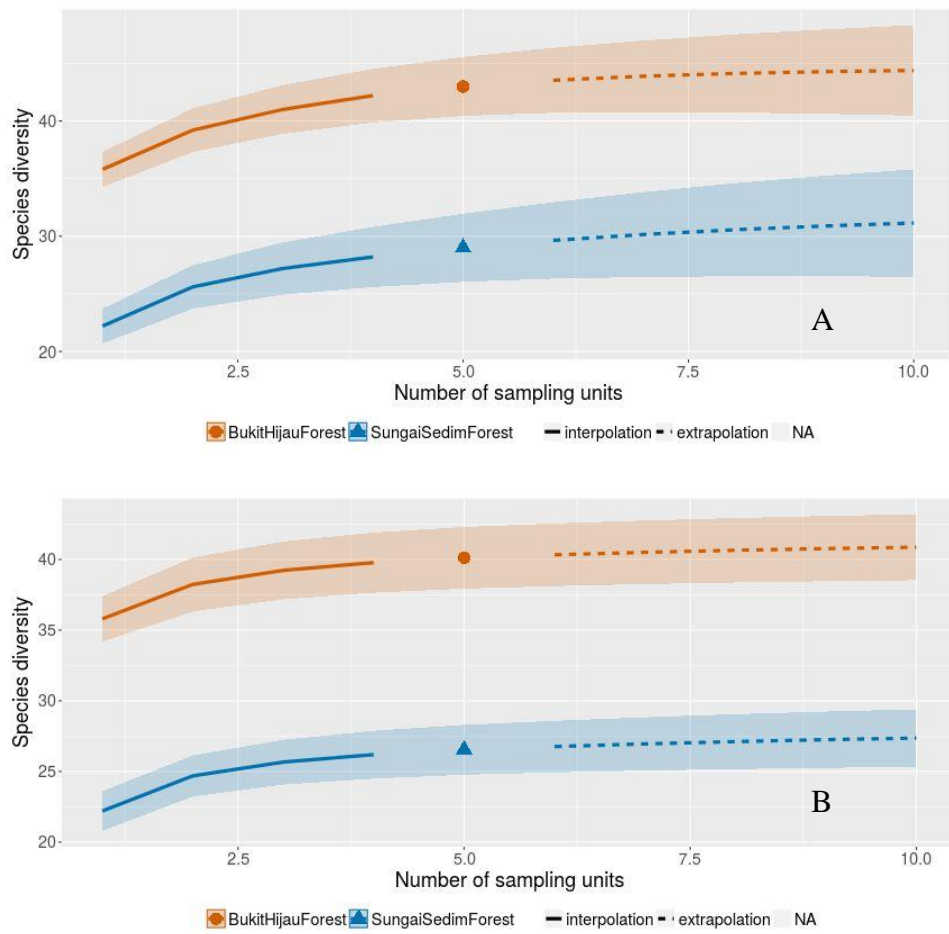 Species diversity
40
30
20
2.5
5.0
7.5
10.0
A
Number of sampling units
BukitHijauForest SungaiSedimForest interpolation extrapolation NA
Species diversity
40
35
30
25
20
2.5
5.0
7.5
10.0
B
Number of sampling units
BukitHijauForest SungaiSedimForest interpolation extrapolation NA